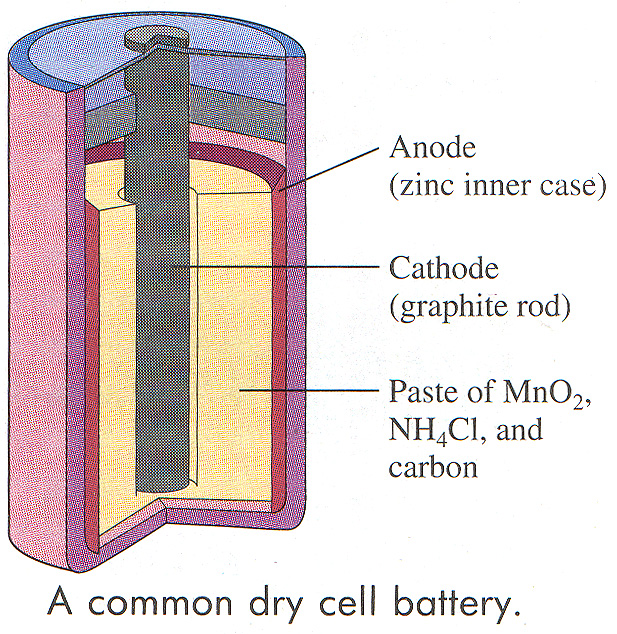 Anode
(zinc inner case)
Cathode
(graphite rod)
Paste of MnO₂,
NH₄Cl, and
carbon
A common dry cell battery.